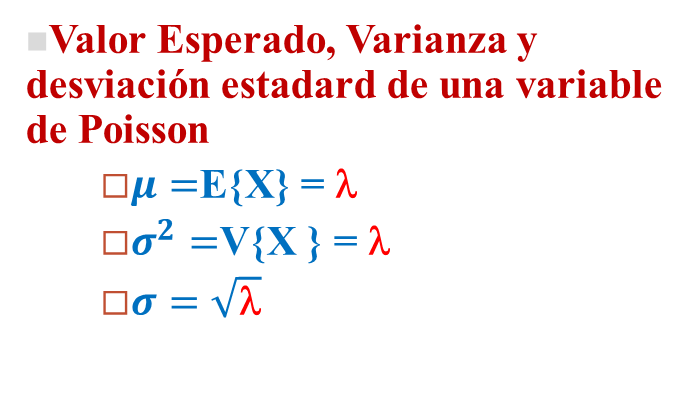 Valor Esperado, Varianza y
desviación estadard de una variable
de Poisson
μ =E{X} = λ
σ² =V{X } = λ
σ = √λ